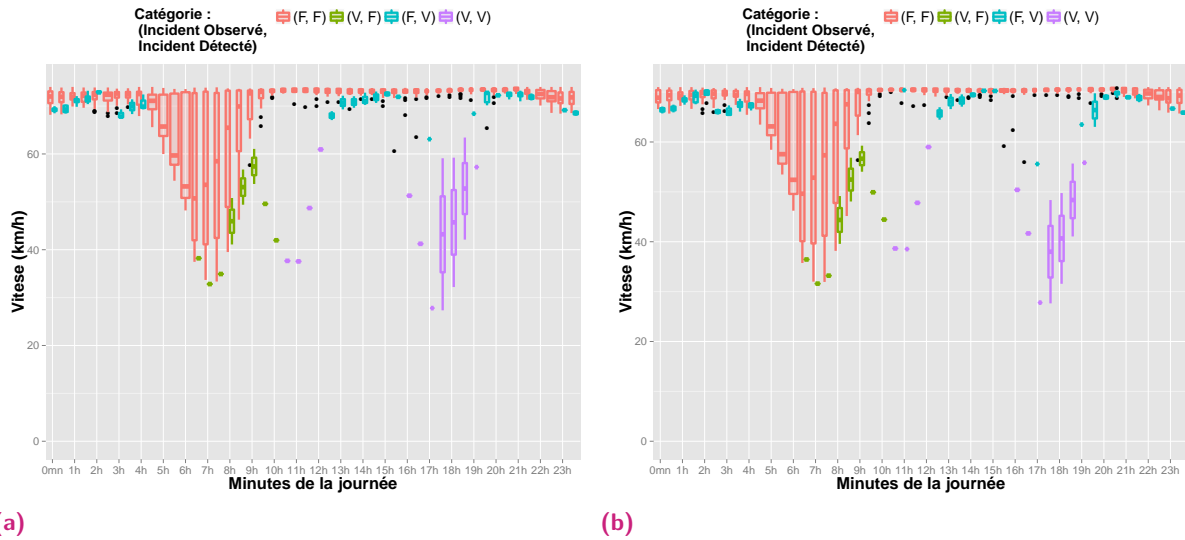 Catégorie :
(Incident Observé,
Incident Détecté)
(F, F) (V, F) (F, V) (V, V)
60
40
20
0
Vitese (km/h)
0mn 1h 2h 3h 4h 5h 6h 7h 8h 9h 10h 11h 12h 13h 14h 15h 16h 17h 18h 19h 20h 21h 22h 23h
Minutes de la journée
(a)
Catégorie :
(Incident Observé,
Incident Détecté)
(F, F) (V, F) (F, V) (V, V)
60
40
20
0
Vitese (km/h)
0mn 1h 2h 3h 4h 5h 6h 7h 8h 9h 10h 11h 12h 13h 14h 15h 16h 17h 18h 19h 20h 21h 22h 23h
Minutes de la journée
(b)